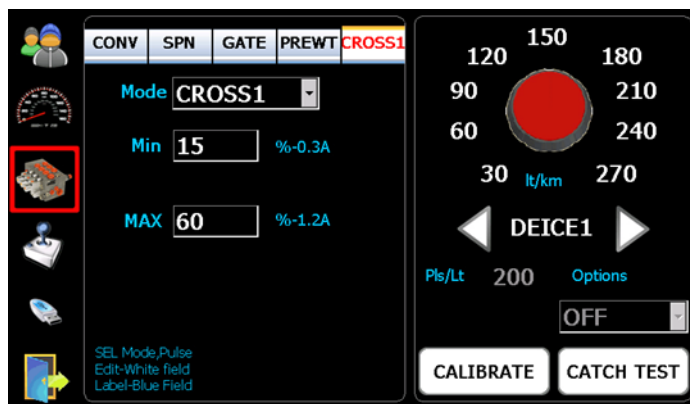 CONV SPN GATE PREWT CROSS1
Mode CROSS1
Min 15 %-0.3A
MAX 60 %-1.2A
SEL Mode,Pulse
Edit-White field
Label-Blue Field
150
120 180
90 210
60 240
30 lt/km 270
DEICE1
Pls/Lt 200 Options
OFF
CALIBRATE CATCH TEST